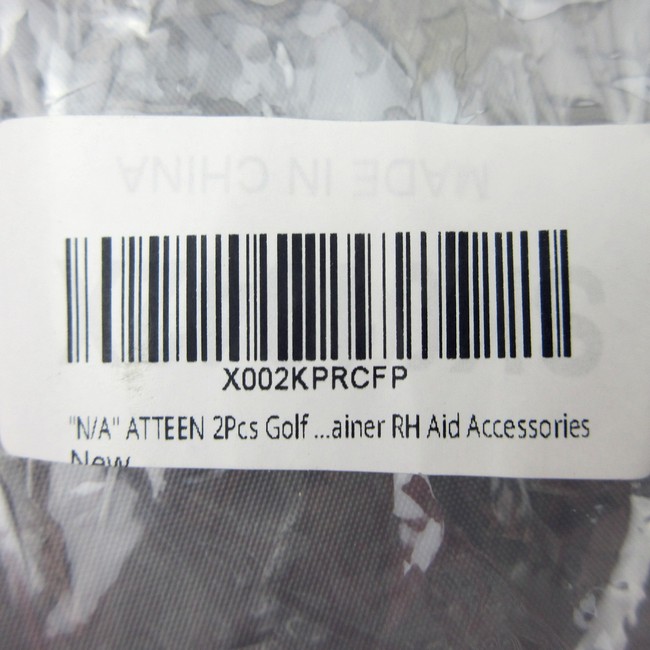 MADE IN CHINA
X002KPRCFP
"N/A" ATTEEN 2Pcs Golf ...ainer RH Aid Accessories
New